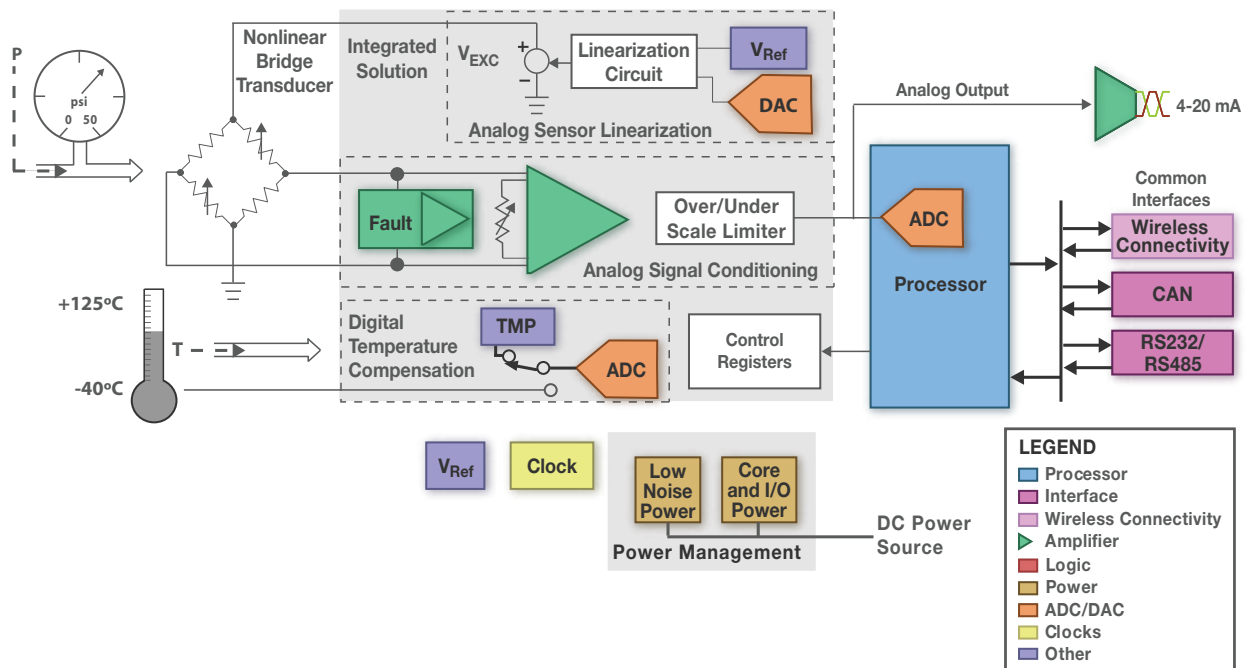 P
psi
0 50
Nonlinear
Bridge
Transducer
Integrated
Solution
VEXC
+
−
Linearization
Circuit
VRef
DAC
Analog Sensor Linearization
Analog Output
4-20 mA
Fault
Over/Under
Scale Limiter
Analog Signal Conditioning
ADC
Processor
Common
Interfaces
Wireless
Connectivity
CAN
RS232/
RS485
+125°C
T
-40°C
Digital
Temperature
Compensation
TMP
ADC
Control
Registers
VRef
Clock
Low
Noise
Power
Core
and I/O
Power
Power Management
DC Power
Source
LEGEND
Processor
Interface
Wireless Connectivity
Amplifier
Logic
Power
ADC/DAC
Clocks
Other